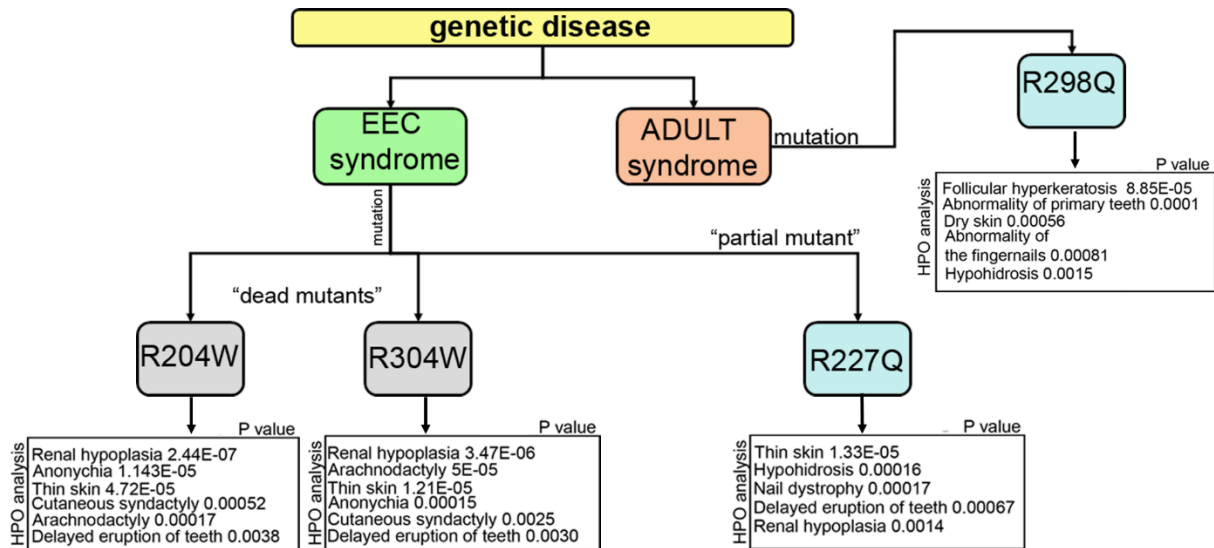 genetic disease
EEC
syndrome
ADULT
syndrome
mutation
R298Q
P value
HPO analysis
Follicular hyperkeratosis 8.85E-05
Abnormality of primary teeth 0.0001
Dry skin 0.00056
Abnormality of
the fingernails 0.00081
Hypohidrosis 0.0015
mutation
"partial mutant"
"dead mutants"
R204W
R304W
R227Q
P value
HPO analysis
Renal hypoplasia 2.44E-07
Anonychia 1.143E-05
Thin skin 4.72E-05
Cutaneous syndactyly 0.00052
Arachnodactyly 0.00017
Delayed eruption of teeth 0.0038
P value
HPO analysis
Renal hypoplasia 3.47E-06
Arachnodactyly 5E-05
Thin skin 1.21E-05
Anonychia 0.00015
Cutaneous syndactyly 0.0025
Delayed eruption of teeth 0.0030
P value
HPO analysis
Thin skin 1.33E-05
Hypohidrosis 0.00016
Nail dystrophy 0.00017
Delayed eruption of teeth 0.00067
Renal hypoplasia 0.0014